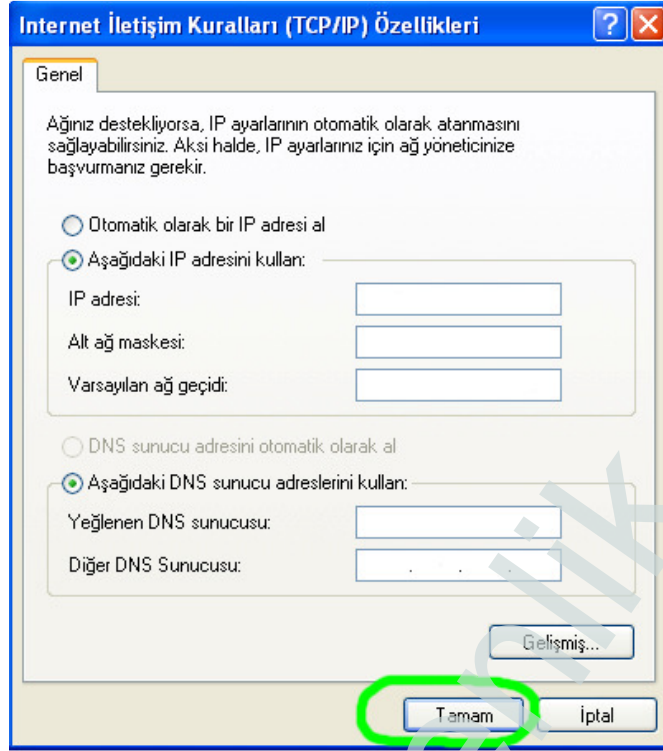 Internet İletişim Kuralları (TCP/IP) Özellikleri
Genel
Ağınız destekliyorsa, IP ayarlarının otomatik olarak atanmasını
sağlayabilirsiniz. Aksi halde, IP ayarlarınız için ağ yöneticinize
başvurmanız gerekir.
Otomatik olarak bir IP adresi al
Aşağıdaki IP adresini kullan:
IP adresi:
Alt ağ maskesi:
Varsayılan ağ geçidi:
DNS sunucu adresini otomatik olarak al
Aşağıdaki DNS sunucu adreslerini kullan:
Yeğlenen DNS sunucusu:
Diğer DNS Sunucusu:
Gelişmiş...
Tamam
İptal